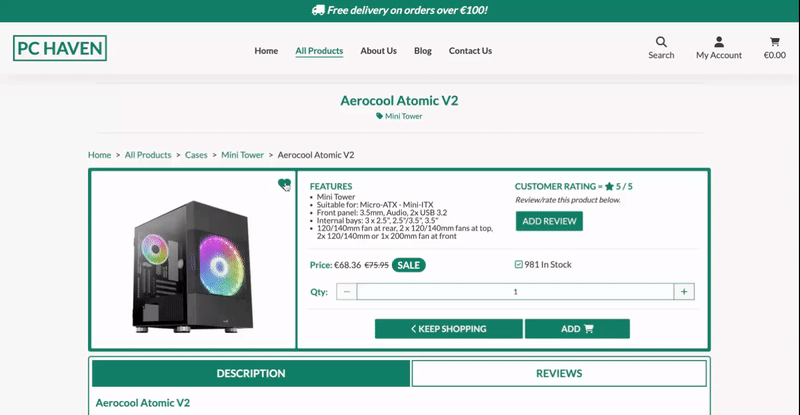 Free delivery on orders over €100!
PC HAVEN
Home
All Products
About Us
Blog
Contact Us
Search
My Account
€0.00
Aerocool Atomic V2
Mini Tower
Home > All Products > Cases > Mini Tower > Aerocool Atomic V2
FEATURES
• Mini Tower
• Suitable for: Micro-ATX - Mini-ITX
• Front panel: 3.5mm, Audio, 2x USB 3.2
• Internal bays: 3 x 2.5", 2.5"/3.5", 3.5"
• 120/140mm fan at rear, 2 x 120/140mm fans at top,
2x 120/140mm or 1x 200mm fan at front
CUSTOMER RATING = ★ 5 / 5
Review/rate this product below.
ADD REVIEW
Price: €68.36 €75.95 SALE
981 In Stock
Qty: − 1 +
< KEEP SHOPPING
ADD
DESCRIPTION
REVIEWS
Aerocool Atomic V2